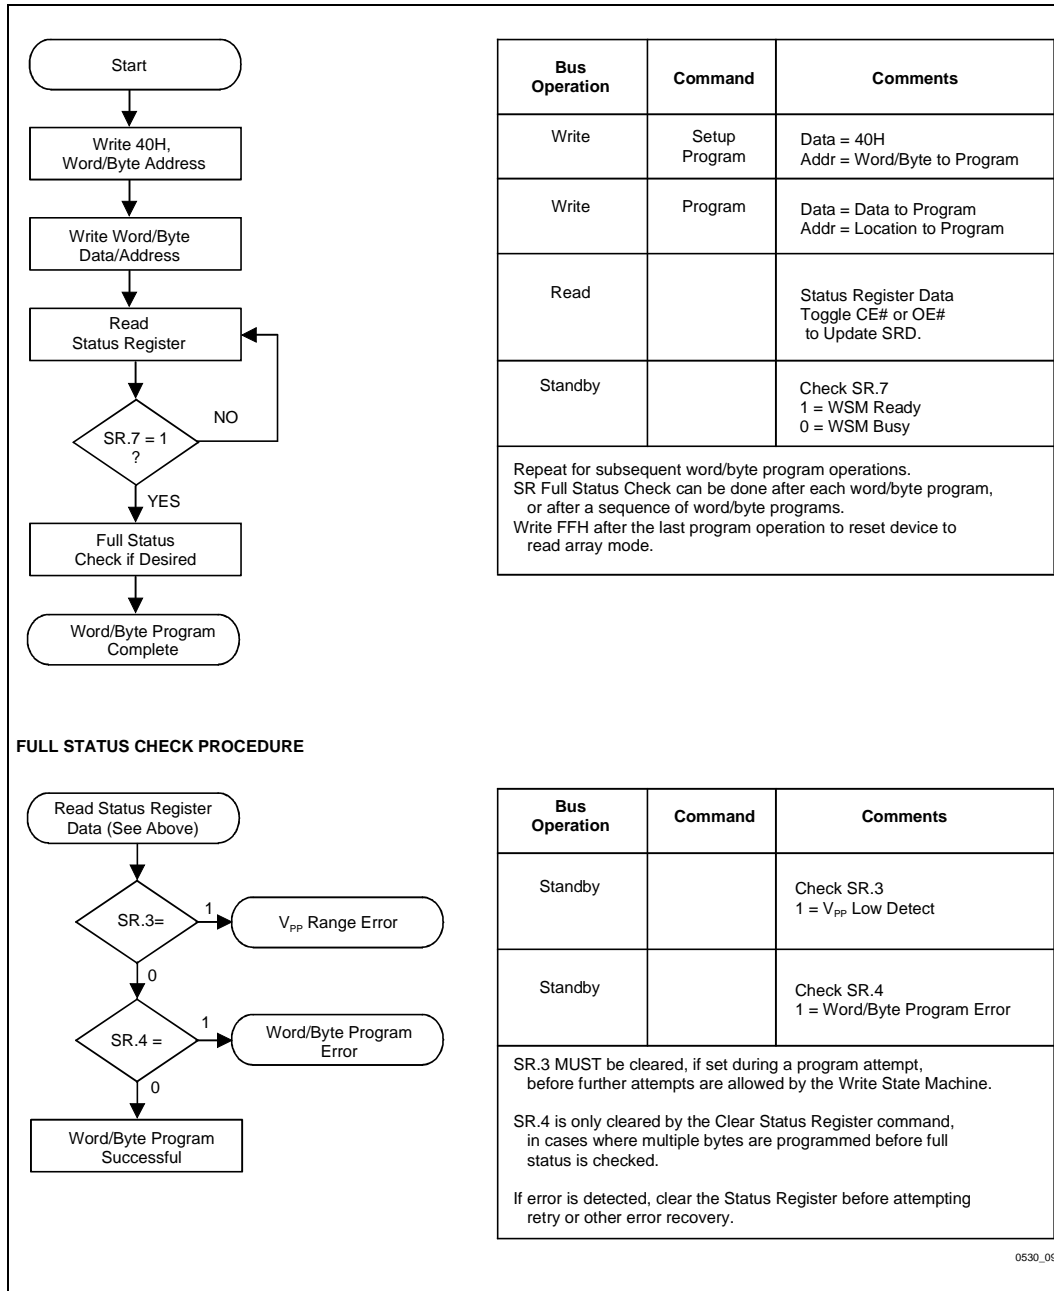 Start
Write 40H,
Word/Byte Address
Write Word/Byte
Data/Address
Read
Status Register
NO
SR.7 = 1
?
YES
Full Status
Check if Desired
Word/Byte Program
Complete
Bus
Operation
Command
Comments
Write
Setup
Program
Data = 40H
Addr = Word/Byte to Program
Write
Program
Data = Data to Program
Addr = Location to Program
Read
Status Register Data
Toggle CE# or OE#
to Update SRD.
Standby
Check SR.7
1 = WSM Ready
0 = WSM Busy
Repeat for subsequent word/byte program operations.
SR Full Status Check can be done after each word/byte program,
or after a sequence of word/byte programs.
Write FFH after the last program operation to reset device to
read array mode.
FULL STATUS CHECK PROCEDURE
Read Status Register
Data (See Above)
SR.3=
1
VPP Range Error
0
SR.4 =
1
Word/Byte Program
Error
0
Word/Byte Program
Successful
Bus
Operation
Command
Comments
Standby
Check SR.3
1 = VPP Low Detect
Standby
Check SR.4
1 = Word/Byte Program Error
SR.3 MUST be cleared, if set during a program attempt,
before further attempts are allowed by the Write State Machine.
SR.4 is only cleared by the Clear Status Register command,
in cases where multiple bytes are programmed before full
status is checked.
If error is detected, clear the Status Register before attempting
retry or other error recovery.
0530_09